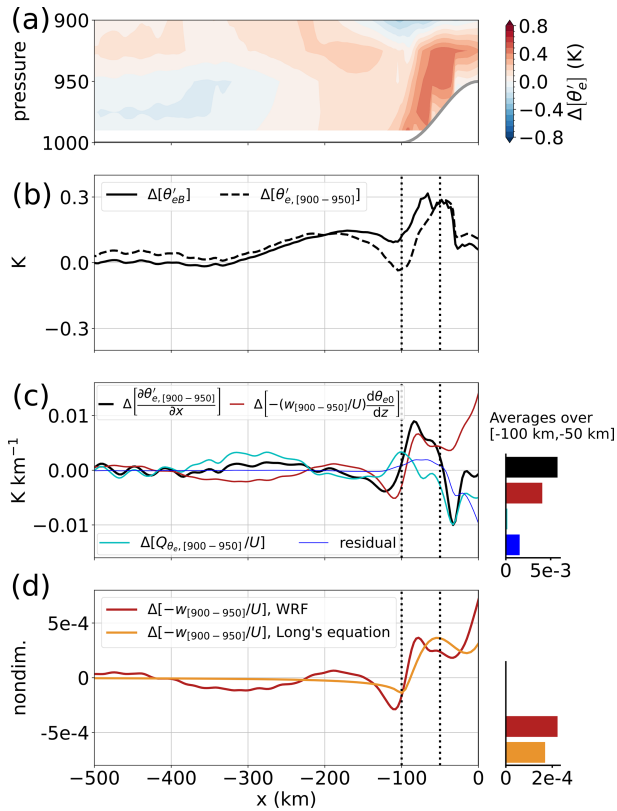 (a)
900
950
1000
pressure
0.8
0.4
0.0
−0.4
−0.8
Δ[θ′e] (K)
(b)
Δ[θ′eB]
Δ[θ′e, [900−950]]
0.3
0.0
−0.3
K
(c)
Δ[∂θ′e, [900−950]/∂x]
Δ[−(w[900−950]/U) dθe0/dz]
0.01
0.00
−0.01
K km⁻¹
Δ[Qθe, [900−950]/U]
residual
Averages over
[-100 km,-50 km]
0
5e-3
(d)
Δ[−w[900−950]/U], WRF
Δ[−w[900−950]/U], Long's equation
5e-4
0
-5e-4
nondim.
−500
−400
−300
−200
−100
0
x (km)
0
2e-4